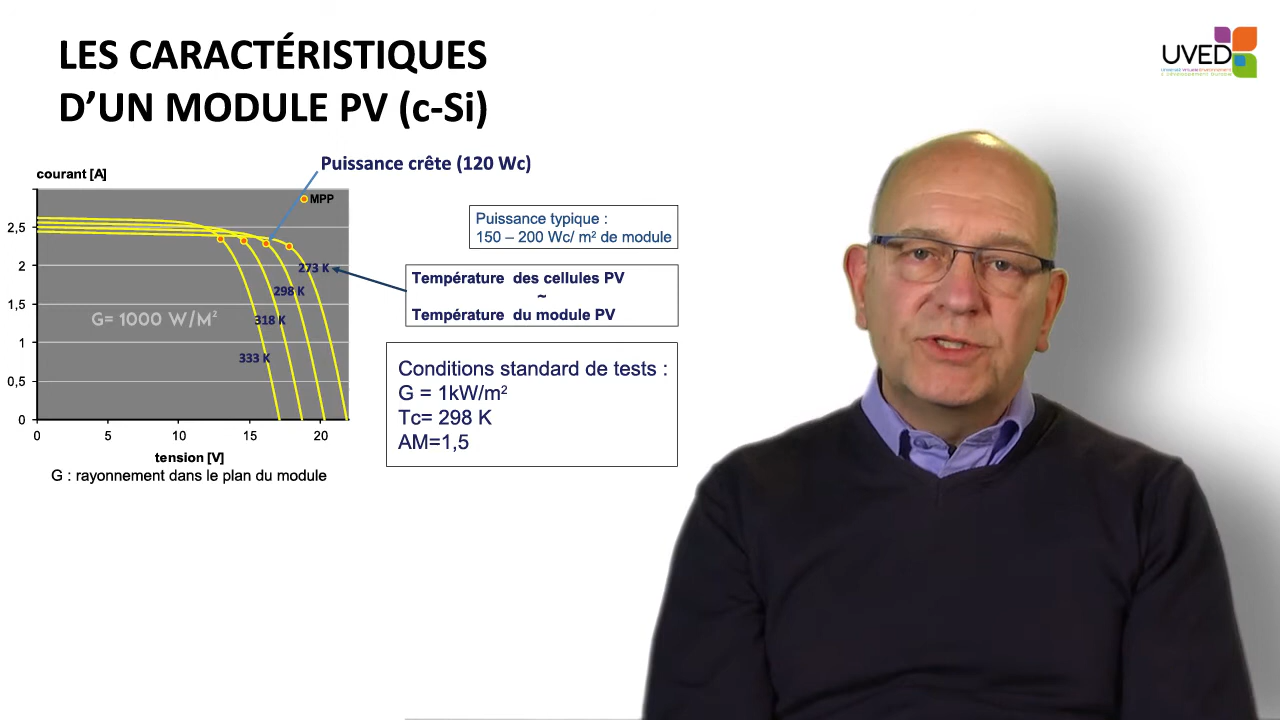 LES CARACTÉRISTIQUES
D’UN MODULE PV (c-Si)
UVED
Puissance crête (120 Wc)
courant [A]
MPP
Puissance typique :
150 – 200 Wc/ m² de module
2,5
2
1,5
1
0,5
0
273 K
298 K
318 K
333 K
G= 1000 W/M²
Température des cellules PV
~
Température du module PV
Conditions standard de tests :
G = 1kW/m²
Tc= 298 K
AM=1,5
0 5 10 15 20
tension [V]
G : rayonnement dans le plan du module